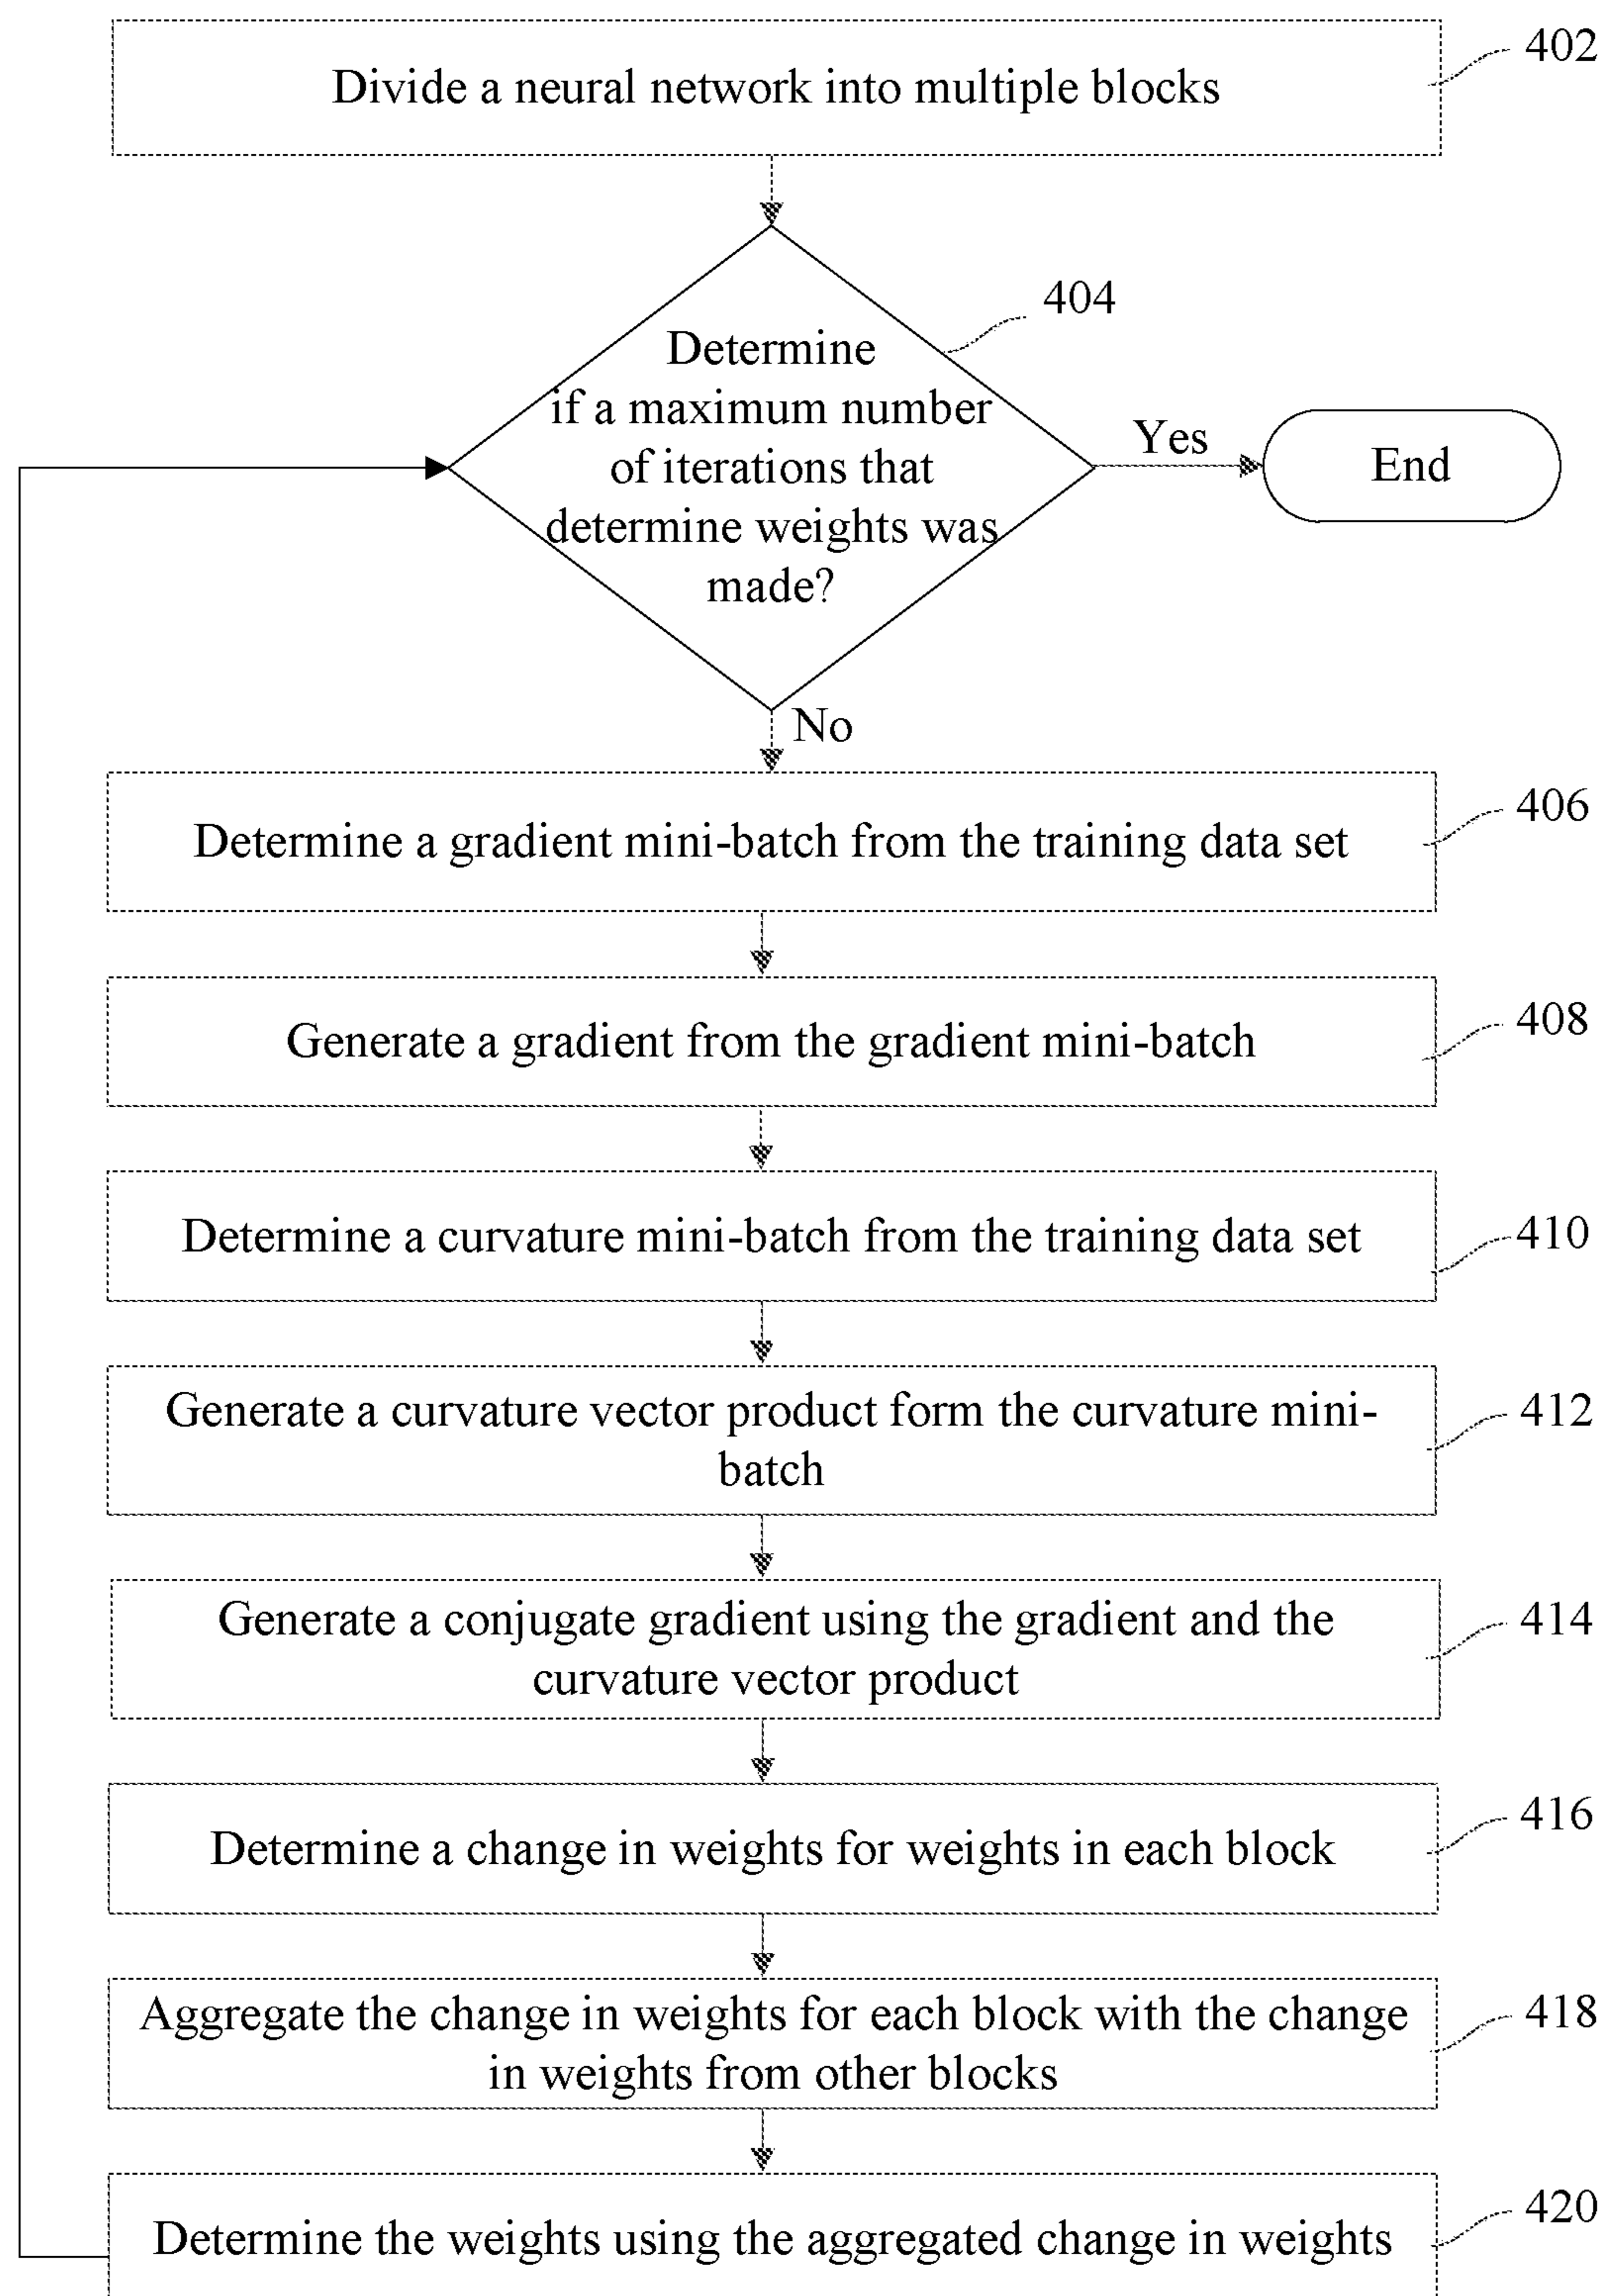 Divide a neural network into multiple blocks
402
404
Determine
if a maximum number
of iterations that
determine weights was
made?
Yes
End
No
Determine a gradient mini-batch from the training data set
406
Generate a gradient from the gradient mini-batch
408
Determine a curvature mini-batch from the training data set
410
Generate a curvature vector product form the curvature mini-
batch
412
Generate a conjugate gradient using the gradient and the
curvature vector product
414
Determine a change in weights for weights in each block
416
Aggregate the change in weights for each block with the change
in weights from other blocks
418
Determine the weights using the aggregated change in weights
420